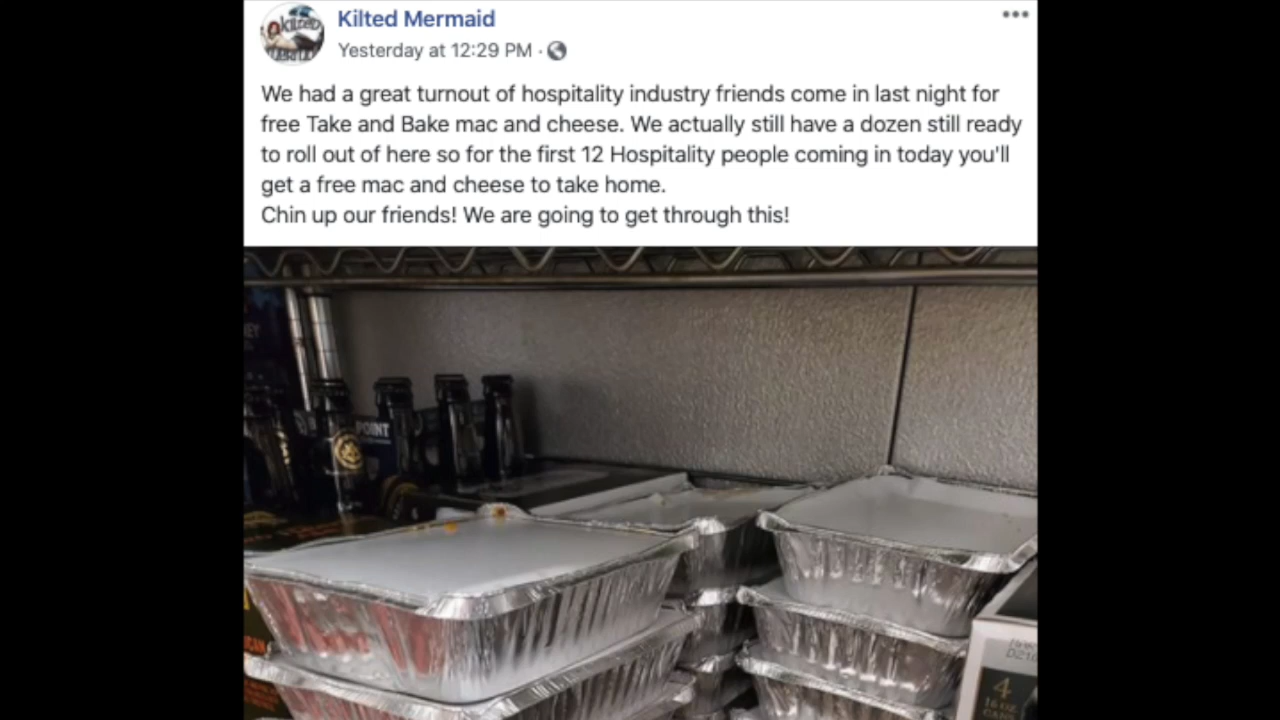 Kilted Mermaid
Yesterday at 12:29 PM ·
We had a great turnout of hospitality industry friends come in last night for
free Take and Bake mac and cheese. We actually still have a dozen still ready
to roll out of here so for the first 12 Hospitality people coming in today you'll
get a free mac and cheese to take home.
Chin up our friends! We are going to get through this!
POINT
4
16 OZ.
CANS